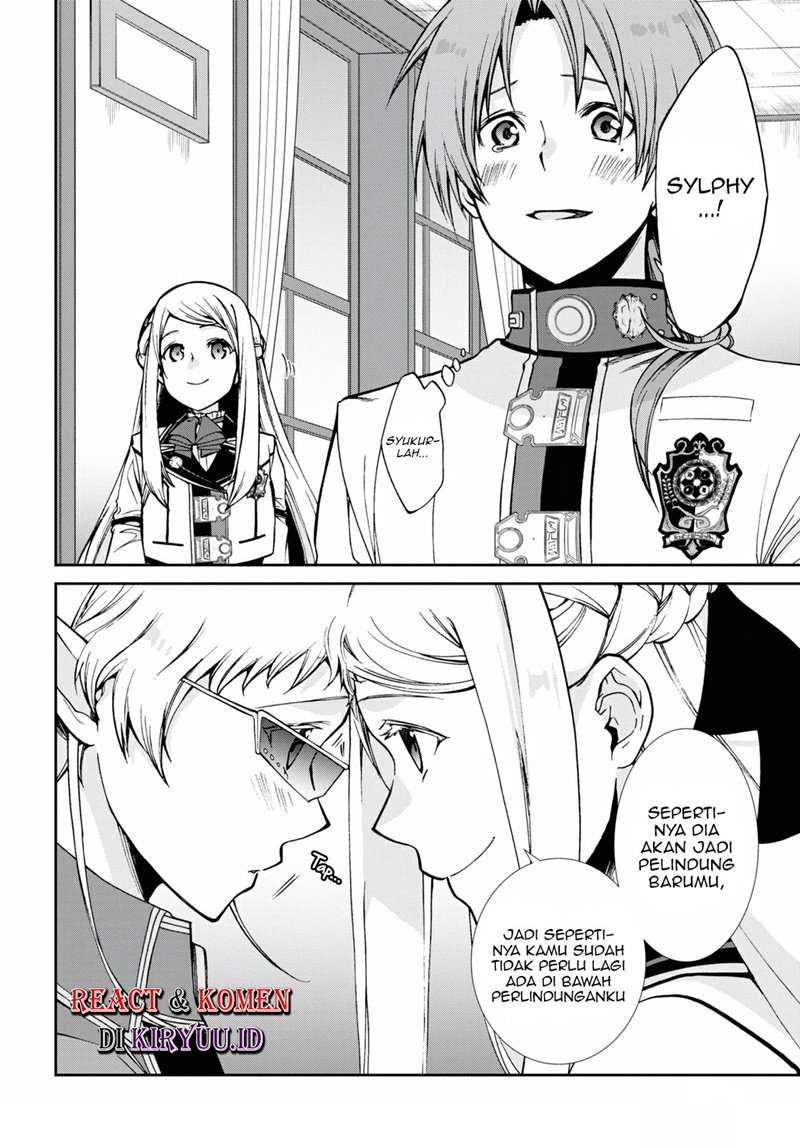 SYLPHY
...!
SYUKUR-
LAH...
SEPERTI-
NYA DIA
AKAN JADI
PELINDUNG
BARUMU,
JADI SEPERTI-
NYA KAMU SUDAH
TIDAK PERLU LAGI
ADA DI BAWAH
PERLINDUNGANKU
TAP...
REACT & KOMEN
DI KIRYUU.ID